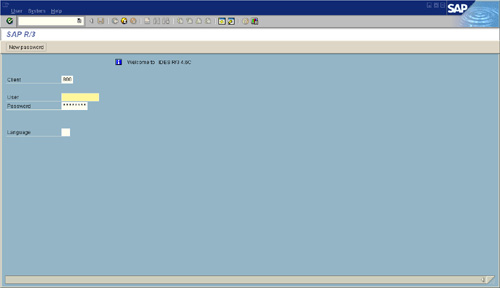 User System Help
SAP
SAP R/3
New password
Welcome to IDES R/3 4.6C
Client 800
User
Password ********
Language